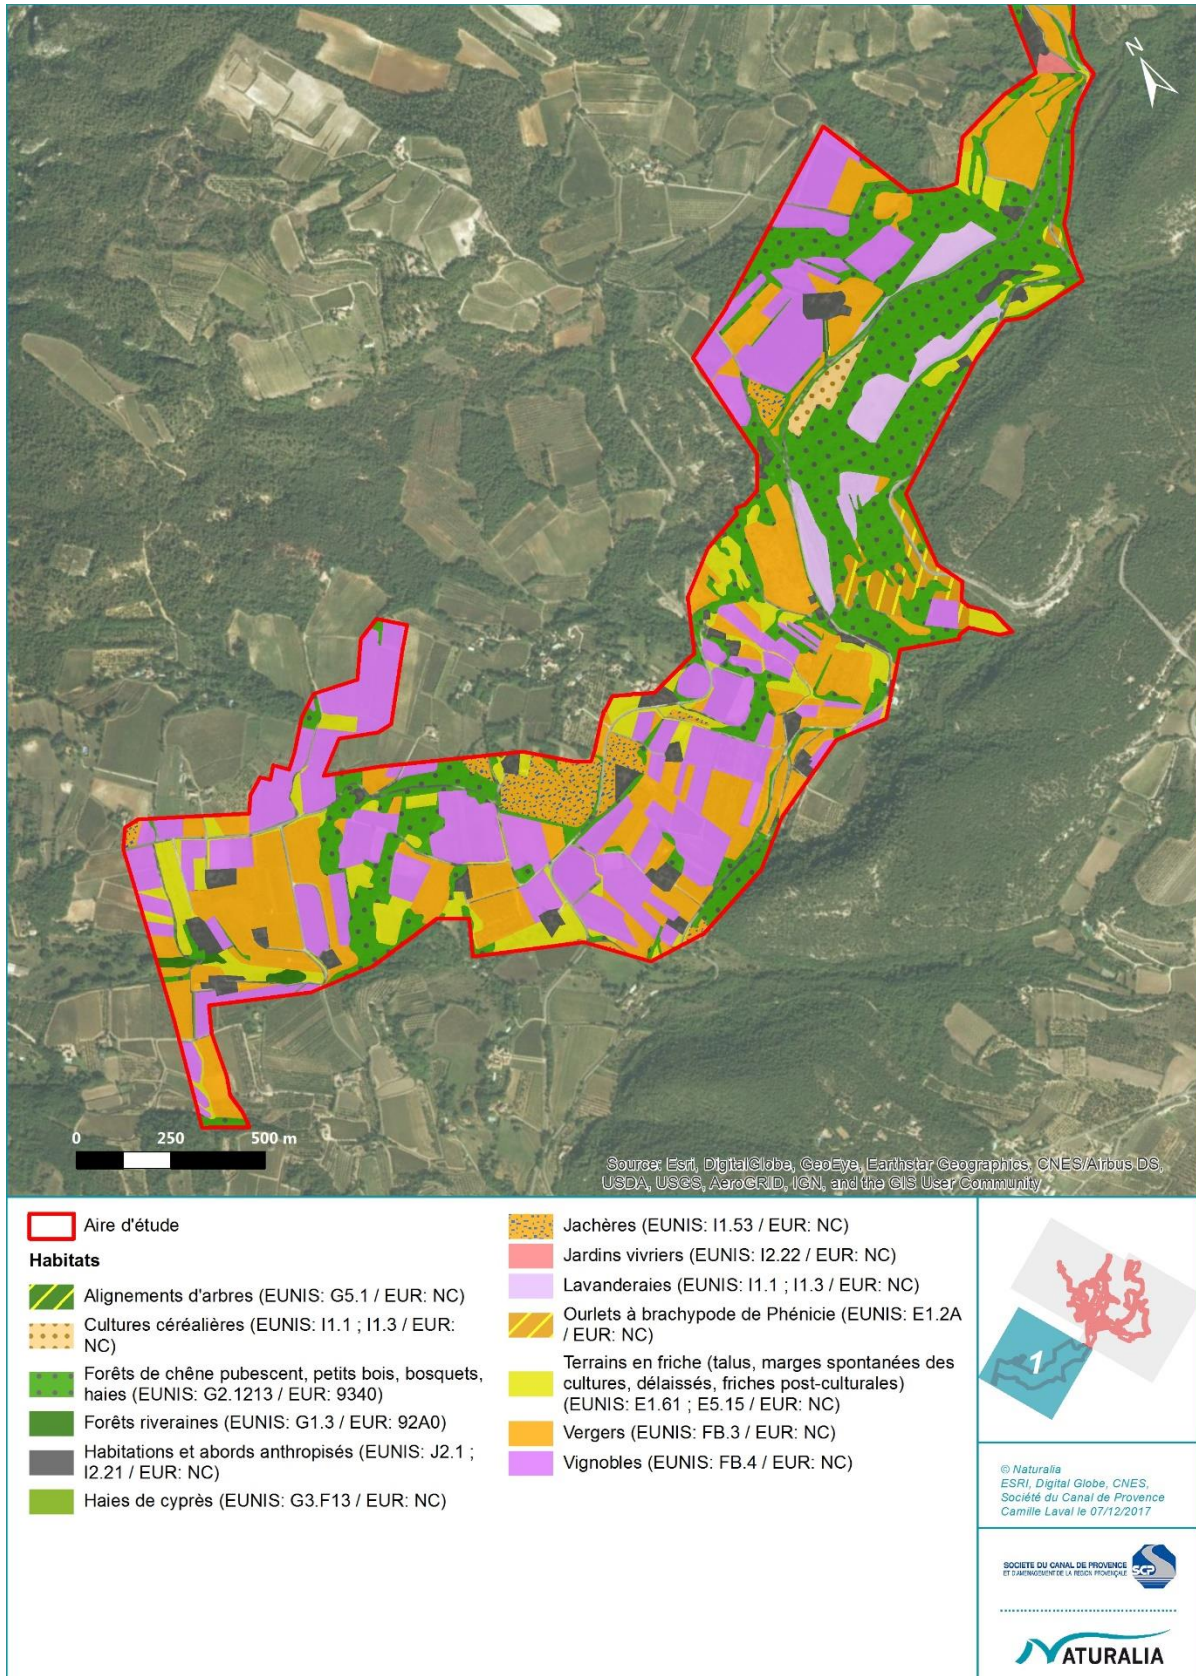 N
0 250 500 m
Source: Esri, DigitalGlobe, GeoEye, Earthstar Geographics, CNES/Airbus DS,
USDA, USGS, AeroGRID, IGN, and the GIS User Community
Aire d'étude
Habitats
Alignements d'arbres (EUNIS: G5.1 / EUR: NC)
Cultures céréalières (EUNIS: I1.1 ; I1.3 / EUR:
NC)
Forêts de chêne pubescent, petits bois, bosquets,
haies (EUNIS: G2.1213 / EUR: 9340)
Forêts riveraines (EUNIS: G1.3 / EUR: 92A0)
Habitations et abords anthropisés (EUNIS: J2.1 ;
I2.21 / EUR: NC)
Haies de cyprès (EUNIS: G3.F13 / EUR: NC)
Jachères (EUNIS: I1.53 / EUR: NC)
Jardins vivriers (EUNIS: I2.22 / EUR: NC)
Lavanderaies (EUNIS: I1.1 ; I1.3 / EUR: NC)
Ourlets à brachypode de Phénicie (EUNIS: E1.2A
/ EUR: NC)
Terrains en friche (talus, marges spontanées des
cultures, délaissés, friches post-culturales)
(EUNIS: E1.61 ; E5.15 / EUR: NC)
Vergers (EUNIS: FB.3 / EUR: NC)
Vignobles (EUNIS: FB.4 / EUR: NC)
1
© Naturalia
ESRI, Digital Globe, CNES,
Société du Canal de Provence
Camille Laval le 07/12/2017
SOCIETE DU CANAL DE PROVENCE
ET D'AMENAGEMENT DE LA REGION PROVENÇALE
SCP
NATURALIA